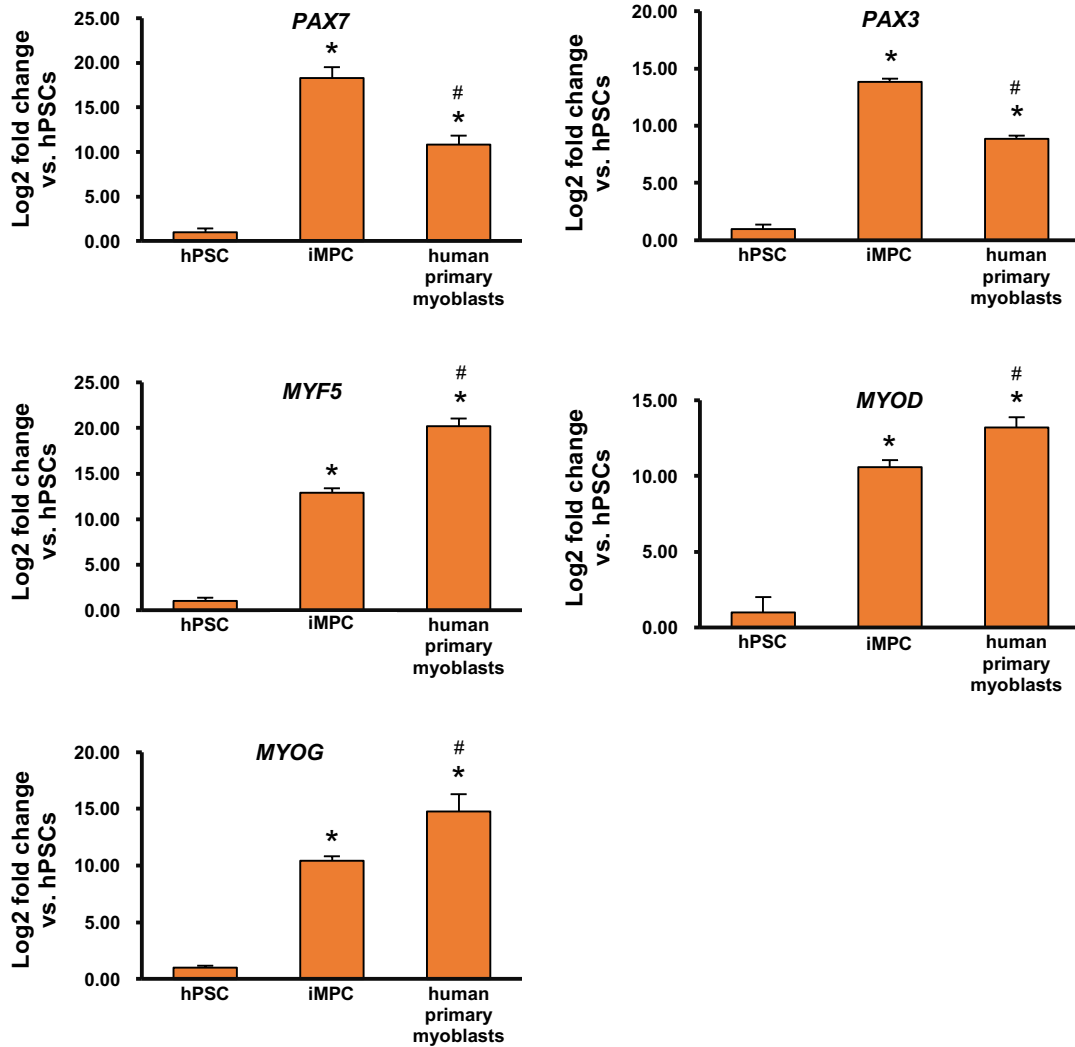 PAX7
Log2 fold change
vs. hPSCs
25.00
20.00
15.00
10.00
5.00
0.00
*
#
*
hPSC
iMPC
human
primary
myoblasts
PAX3
Log2 fold change
vs. hPSCs
20.00
15.00
10.00
5.00
0.00
*
#
*
hPSC
iMPC
human
primary
myoblasts
MYF5
Log2 fold change
vs. hPSCs
25.00
20.00
15.00
10.00
5.00
0.00
*
#
*
hPSC
iMPC
human
primary
myoblasts
MYOD
Log2 fold change
vs. hPSCs
15.00
10.00
5.00
0.00
*
#
*
hPSC
iMPC
human
primary
myoblasts
MYOG
Log2 fold change
vs. hPSCs
20.00
15.00
10.00
5.00
0.00
*
#
*
hPSC
iMPC
human
primary
myoblasts